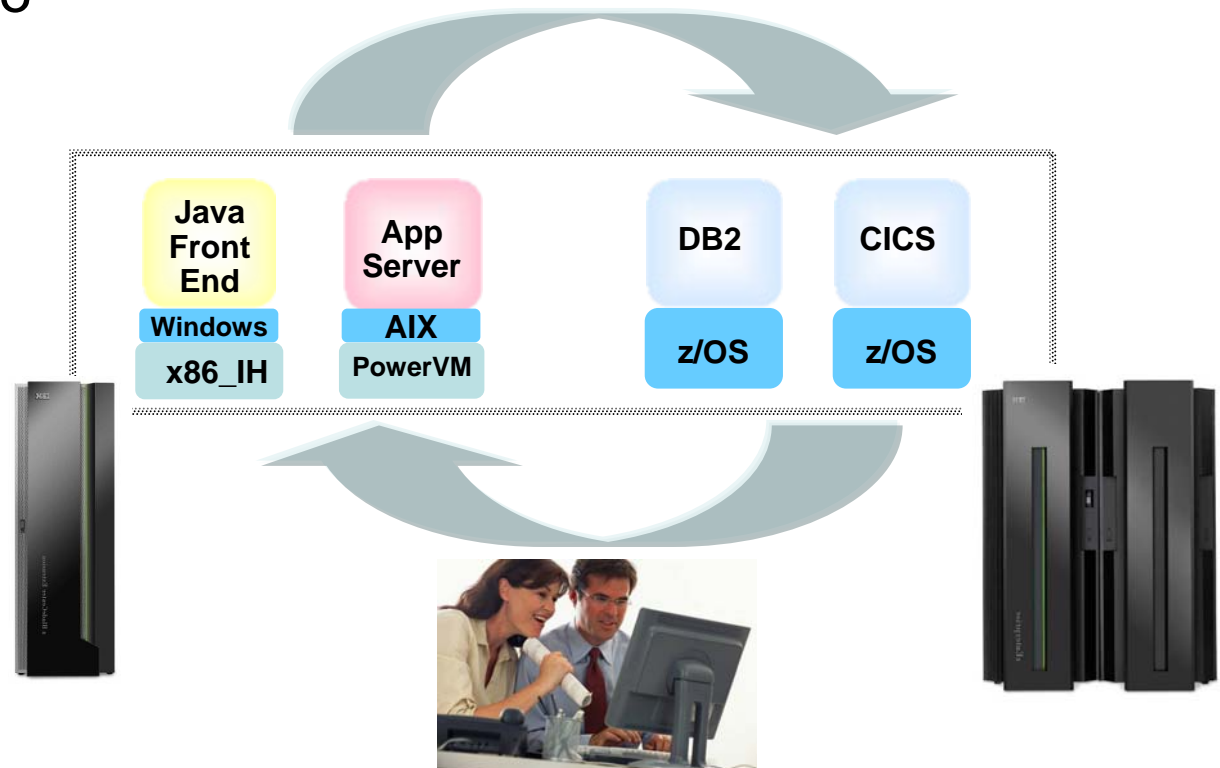 Java
Front
End
Windows
x86_IH
App
Server
AIX
PowerVM
DB2
z/OS
CICS
z/OS